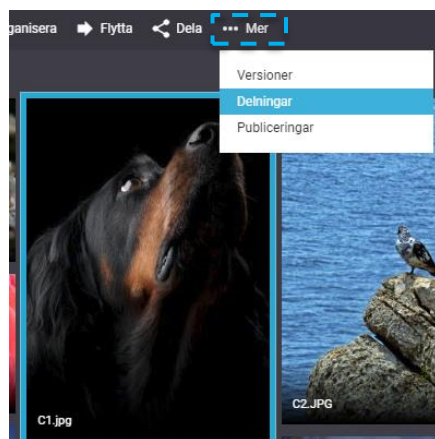 ganisera Flytta Dela ••• Mer
Versioner
Delningar
Publiceringar
C1.jpg
C2.JPG